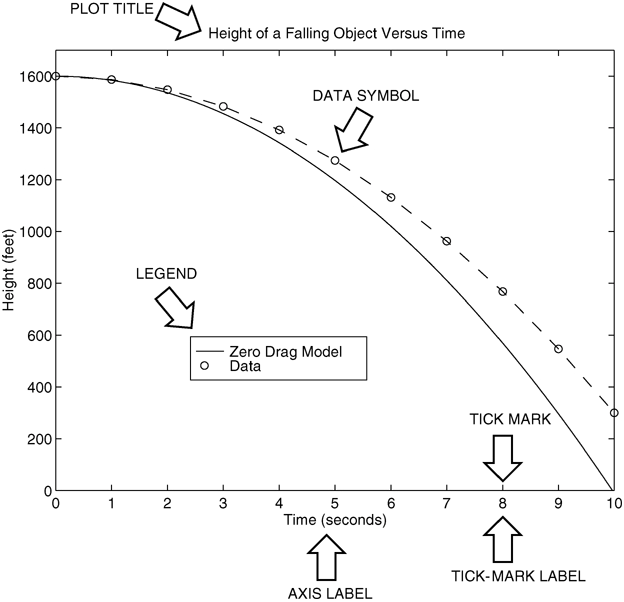 PLOT TITLE
Height of a Falling Object Versus Time
1600
DATA SYMBOL
1400
1200
1000
Height (feet)
LEGEND
800
600
Zero Drag Model
Data
400
TICK MARK
200
0
0 1 2 3 4 5 6 7 8 9 10
Time (seconds)
TICK-MARK LABEL
AXIS LABEL